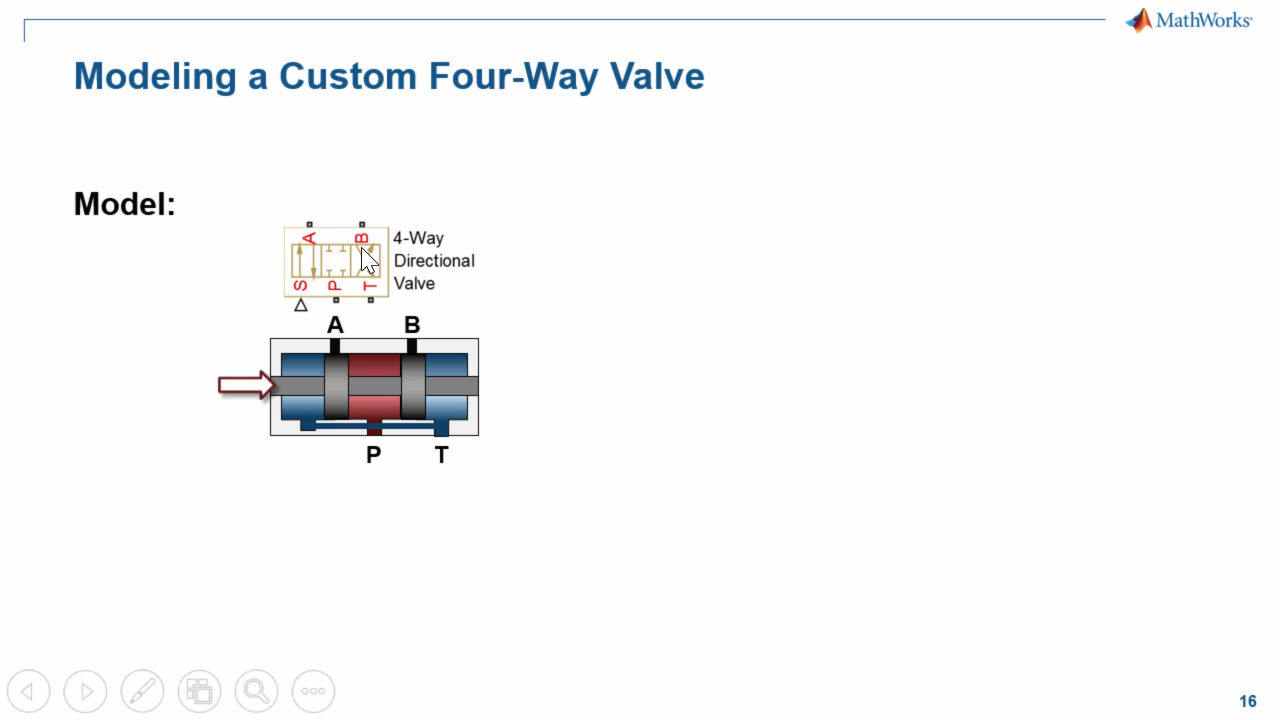 MathWorks
Modeling a Custom Four-Way Valve
Model:
A B
4-Way
Directional
Valve
S P T
A B
P T
16